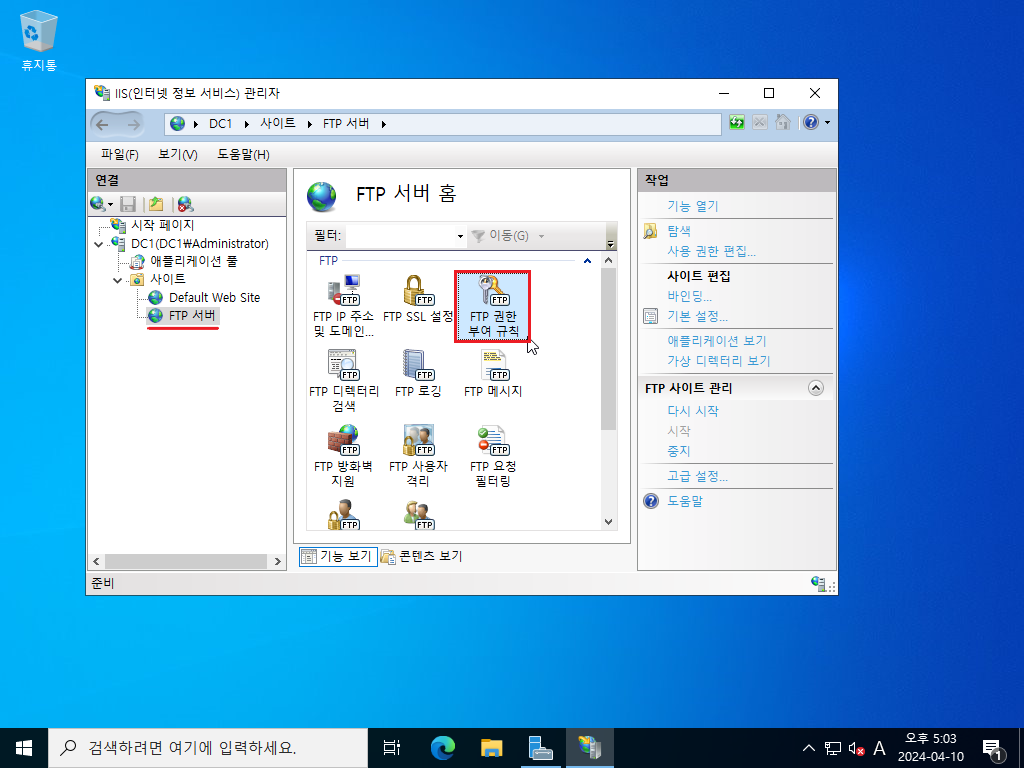 휴지통
IIS(인터넷 정보 서비스) 관리자
DC1
사이트
FTP 서버
파일(F)
보기(V)
도움말(H)
연결
시작 페이지
DC1(DC1₩Administrator)
애플리케이션 풀
사이트
Default Web Site
FTP 서버
FTP 서버 홈
필터:
이동(G)
FTP
FTP
FTP IP 주소
및 도메인...
FTP
FTP SSL 설정
FTP
FTP 권한
부여 규칙
FTP
FTP 디렉터리
검색
FTP
FTP 로깅
FTP
FTP 메시지
FTP
FTP 방화벽
지원
FTP
FTP 사용자
격리
FTP
FTP 요청
필터링
FTP
FTP
기능 보기
콘텐츠 보기
작업
기능 열기
탐색
사용 권한 편집...
사이트 편집
바인딩...
기본 설정...
애플리케이션 보기
가상 디렉터리 보기
FTP 사이트 관리
다시 시작
시작
중지
고급 설정...
도움말
준비
검색하려면 여기에 입력하세요.
A
오후 5:03
2024-04-10
1